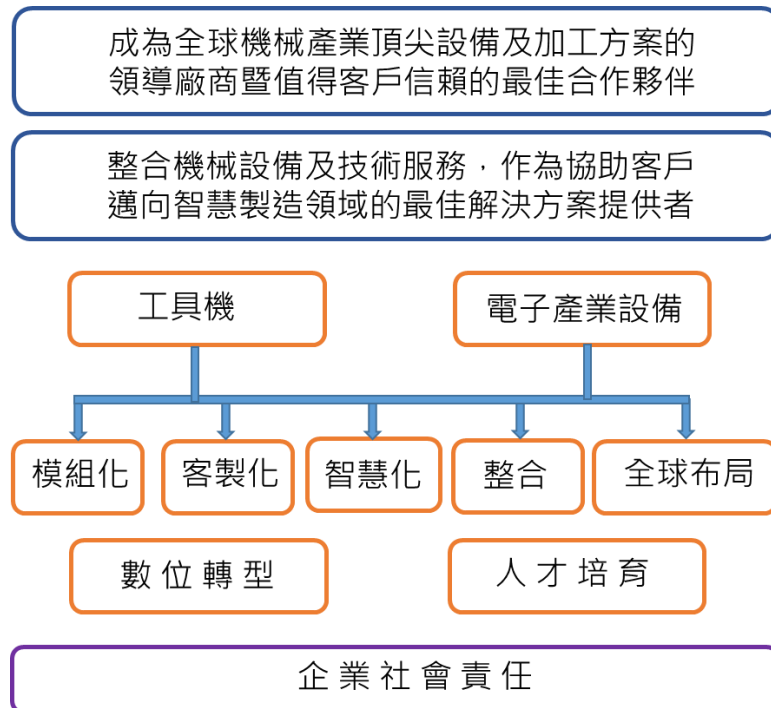 成為全球機械產業頂尖設備及加工方案的
領導廠商暨值得客戶信賴的最佳合作夥伴
整合機械設備及技術服務，作為協助客戶
邁向智慧製造領域的最佳解決方案提供者
工具機
電子產業設備
模組化
客製化
智慧化
整合
全球布局
數位轉型
人才培育
企業社會責任